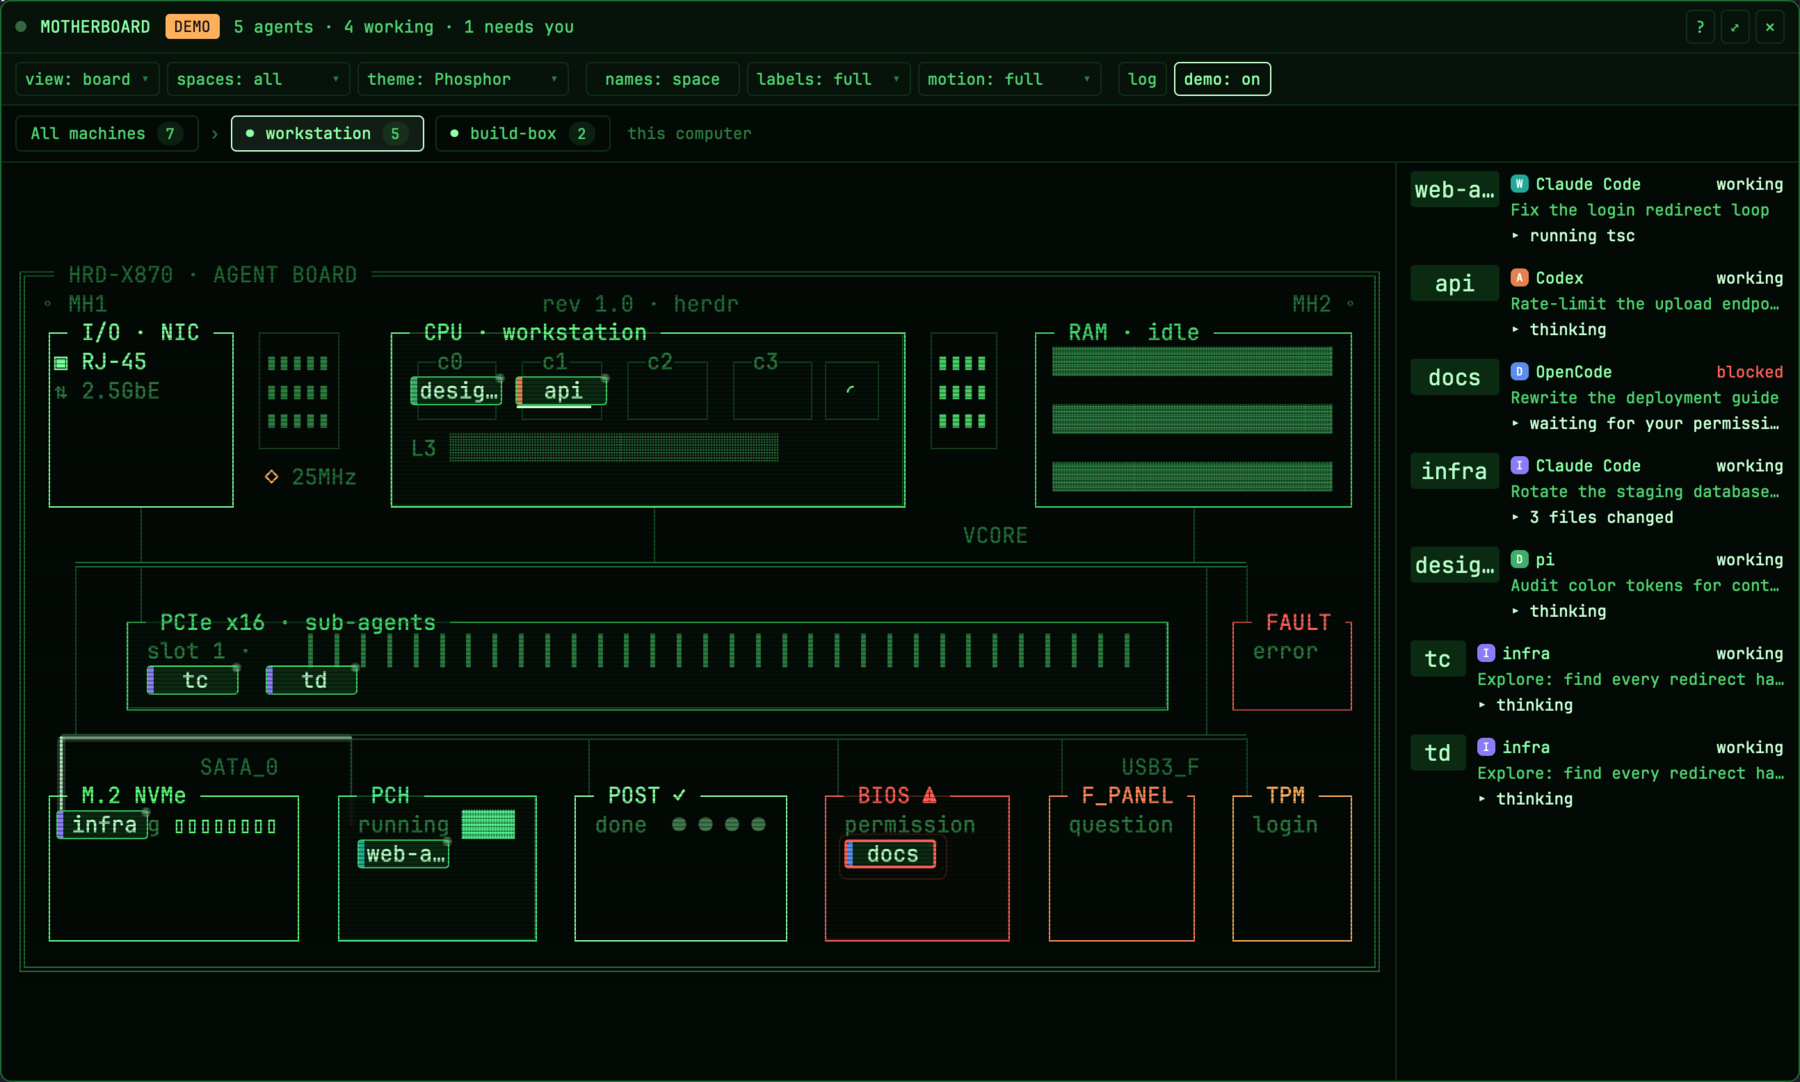 MOTHERBOARD DEMO 5 agents · 4 working · 1 needs you ? ⤢ ×
view: board ▾ spaces: all ▾ theme: Phosphor ▾ names: space labels: full ▾ motion: full ▾ log demo: on
All machines 7 › workstation 5 build-box 2 this computer
HRD-X870 · AGENT BOARD
MH1 rev 1.0 · herdr MH2
I/O · NIC CPU · workstation RAM · idle
RJ-45 c0 c1 c2 c3
2.5GbE desig… api
L3
25MHz
VCORE
PCIe x16 · sub-agents FAULT
slot 1 · error
tc td
SATA_0 USB3_F
M.2 NVMe PCH POST ✓ BIOS F_PANEL TPM
infra g running done permission question login
web-a… docs
web-a… W Claude Code working
Fix the login redirect loop
▸ running tsc
api A Codex working
Rate-limit the upload endpo…
▸ thinking
docs D OpenCode blocked
Rewrite the deployment guide
▸ waiting for your permissi…
infra I Claude Code working
Rotate the staging database…
▸ 3 files changed
desig… D pi working
Audit color tokens for cont…
▸ thinking
tc I infra working
Explore: find every redirect ha…
▸ thinking
td I infra working
Explore: find every redirect ha…
▸ thinking